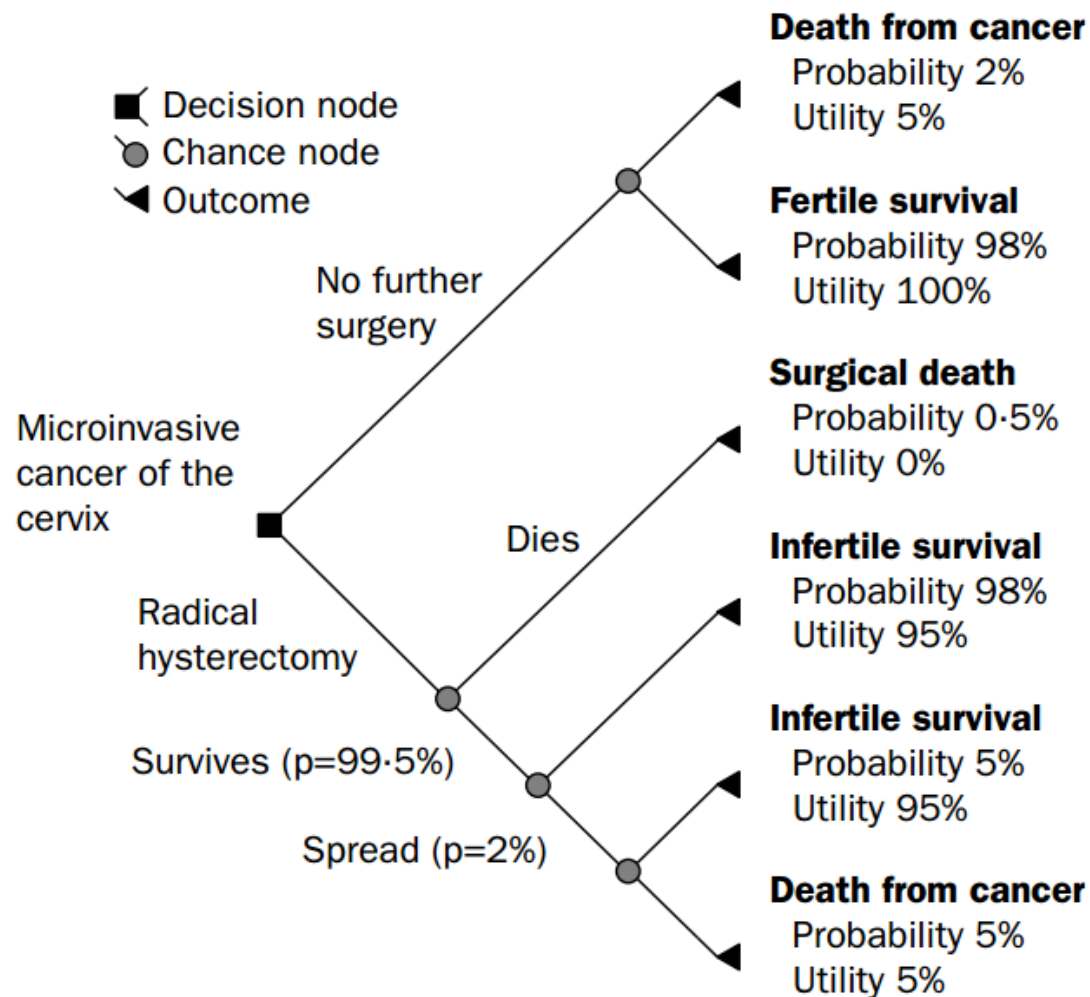 Decision node
Chance node
Outcome
No further
surgery
Microinvasive
cancer of the
cervix
Radical
hysterectomy
Dies
Survives (p=99·5%)
Spread (p=2%)
Death from cancer
Probability 2%
Utility 5%
Fertile survival
Probability 98%
Utility 100%
Surgical death
Probability 0·5%
Utility 0%
Infertile survival
Probability 98%
Utility 95%
Infertile survival
Probability 5%
Utility 95%
Death from cancer
Probability 5%
Utility 5%